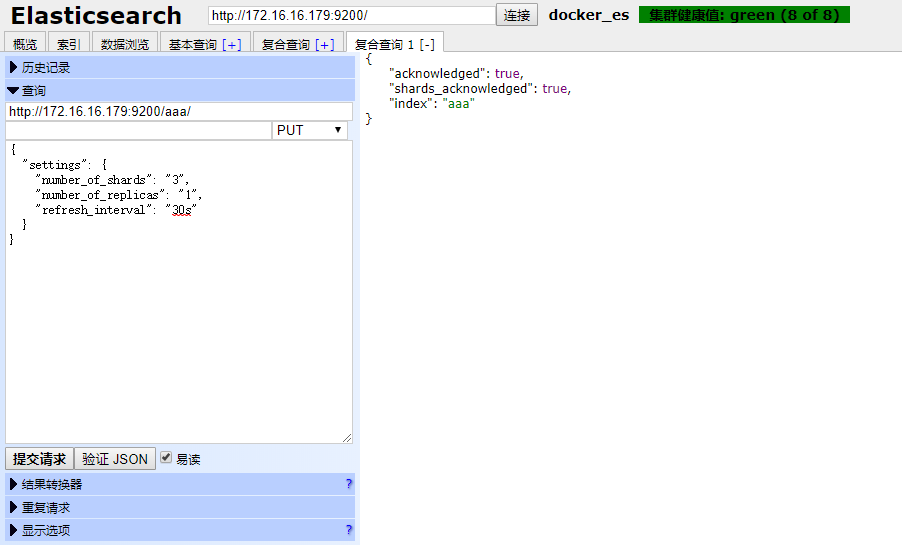 Elasticsearch http://172.16.16.179:9200/ 连接 docker_es 集群健康值: green (8 of 8)
概览 索引 数据浏览 基本查询 [+] 复合查询 [+] 复合查询 1 [-]
历史记录
查询
http://172.16.16.179:9200/aaa/
PUT
{
"settings": {
"number_of_shards": "3",
"number_of_replicas": "1",
"refresh_interval": "30s"
}
}
提交请求 验证 JSON 易读
结果转换器 ?
重复请求
显示选项 ?
{
"acknowledged": true,
"shards_acknowledged": true,
"index": "aaa"
}